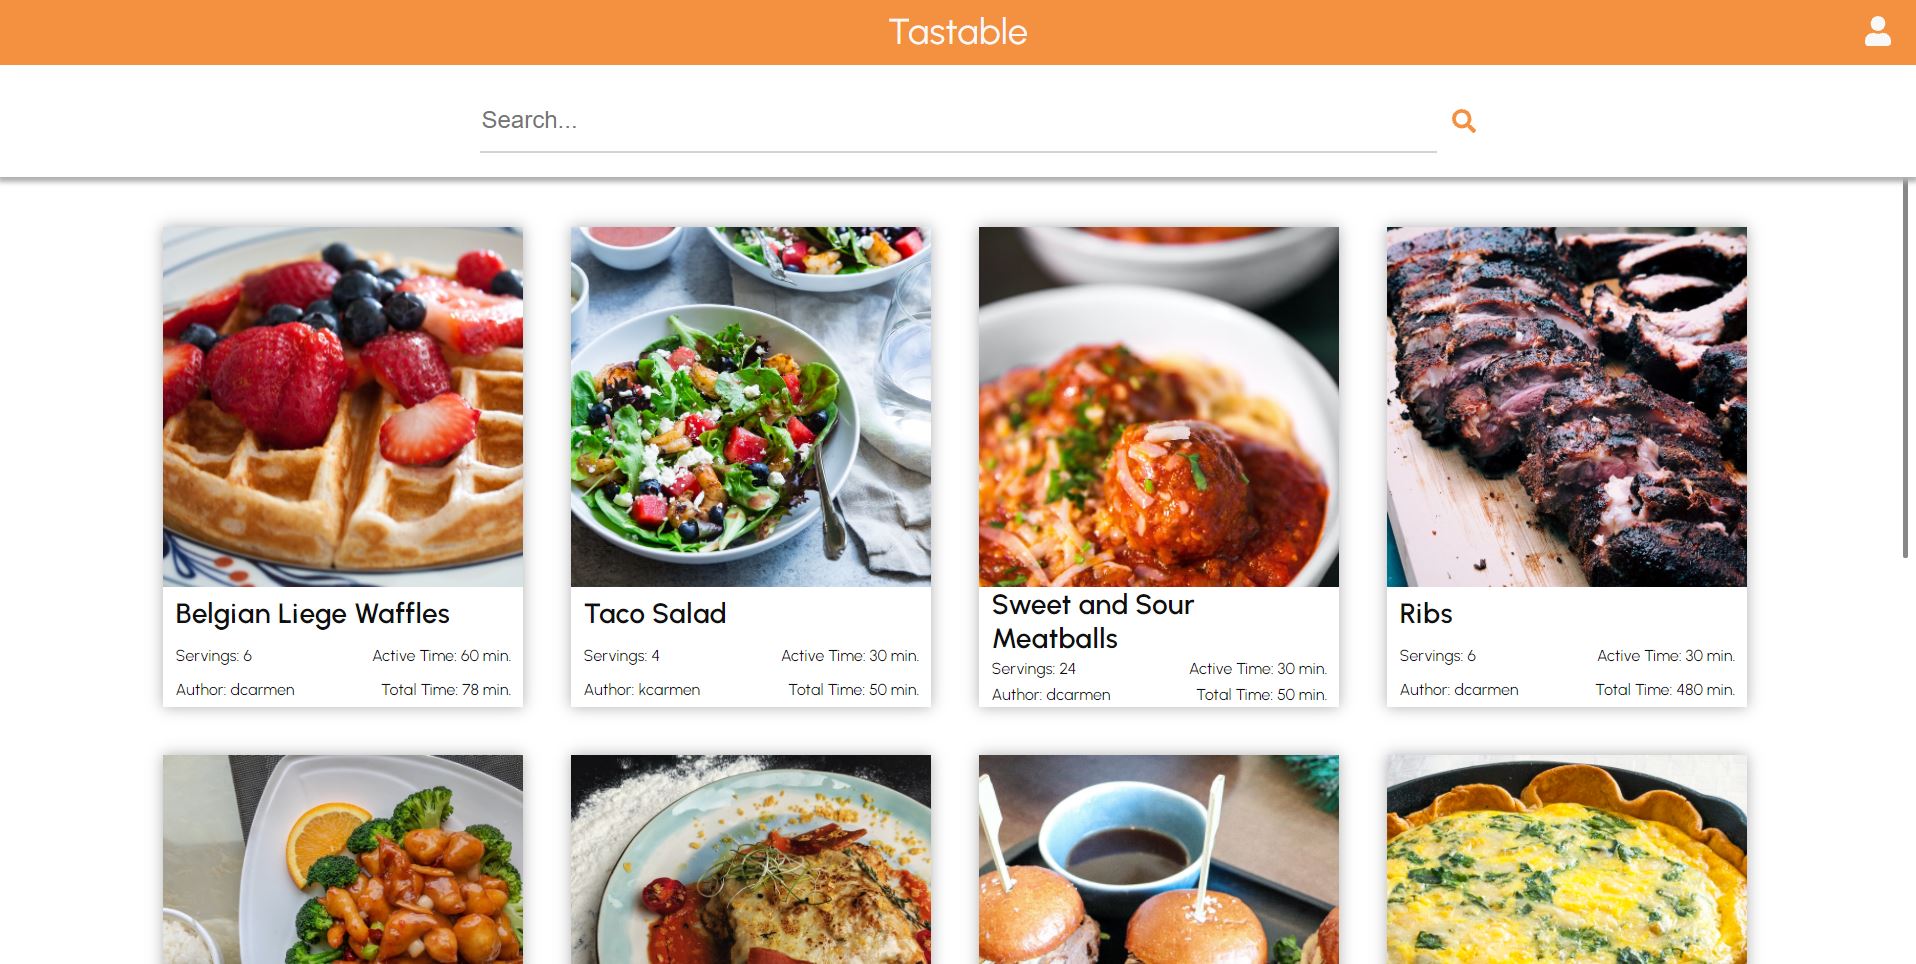 Tastable
Search...
Belgian Liege Waffles
Servings: 6
Active Time: 60 min.
Author: dcarmen
Total Time: 78 min.
Taco Salad
Servings: 4
Active Time: 30 min.
Author: kcarmen
Total Time: 50 min.
Sweet and Sour
Meatballs
Servings: 24
Active Time: 30 min.
Author: dcarmen
Total Time: 50 min.
Ribs
Servings: 6
Active Time: 30 min.
Author: dcarmen
Total Time: 480 min.